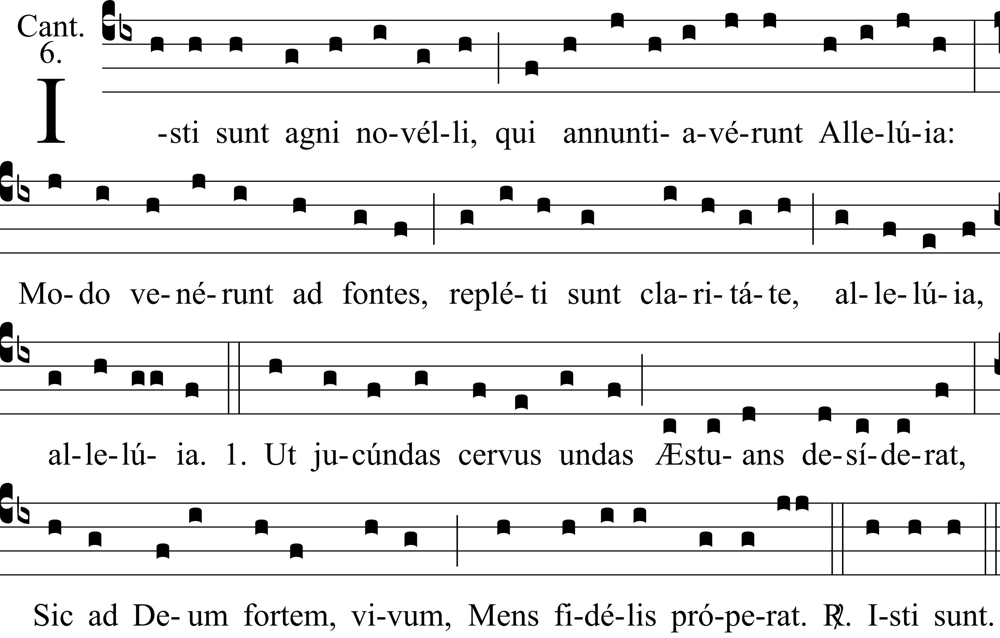 Cant.
6.
I-sti sunt agni no-vél-li, qui annunti- a-vé-runt Alle-lú-ia:
Mo-do ve-né-runt ad fontes, replé-ti sunt cla-ri-tá-te, al-le-lú-ia,
al-le-lú- ia. 1. Ut ju-cúndas cervus undas Æstu- ans de-sí-de-rat,
Sic ad De-um fortem, vi-vum, Mens fi-dé-lis pró-pe-rat. ℟. I-sti sunt.